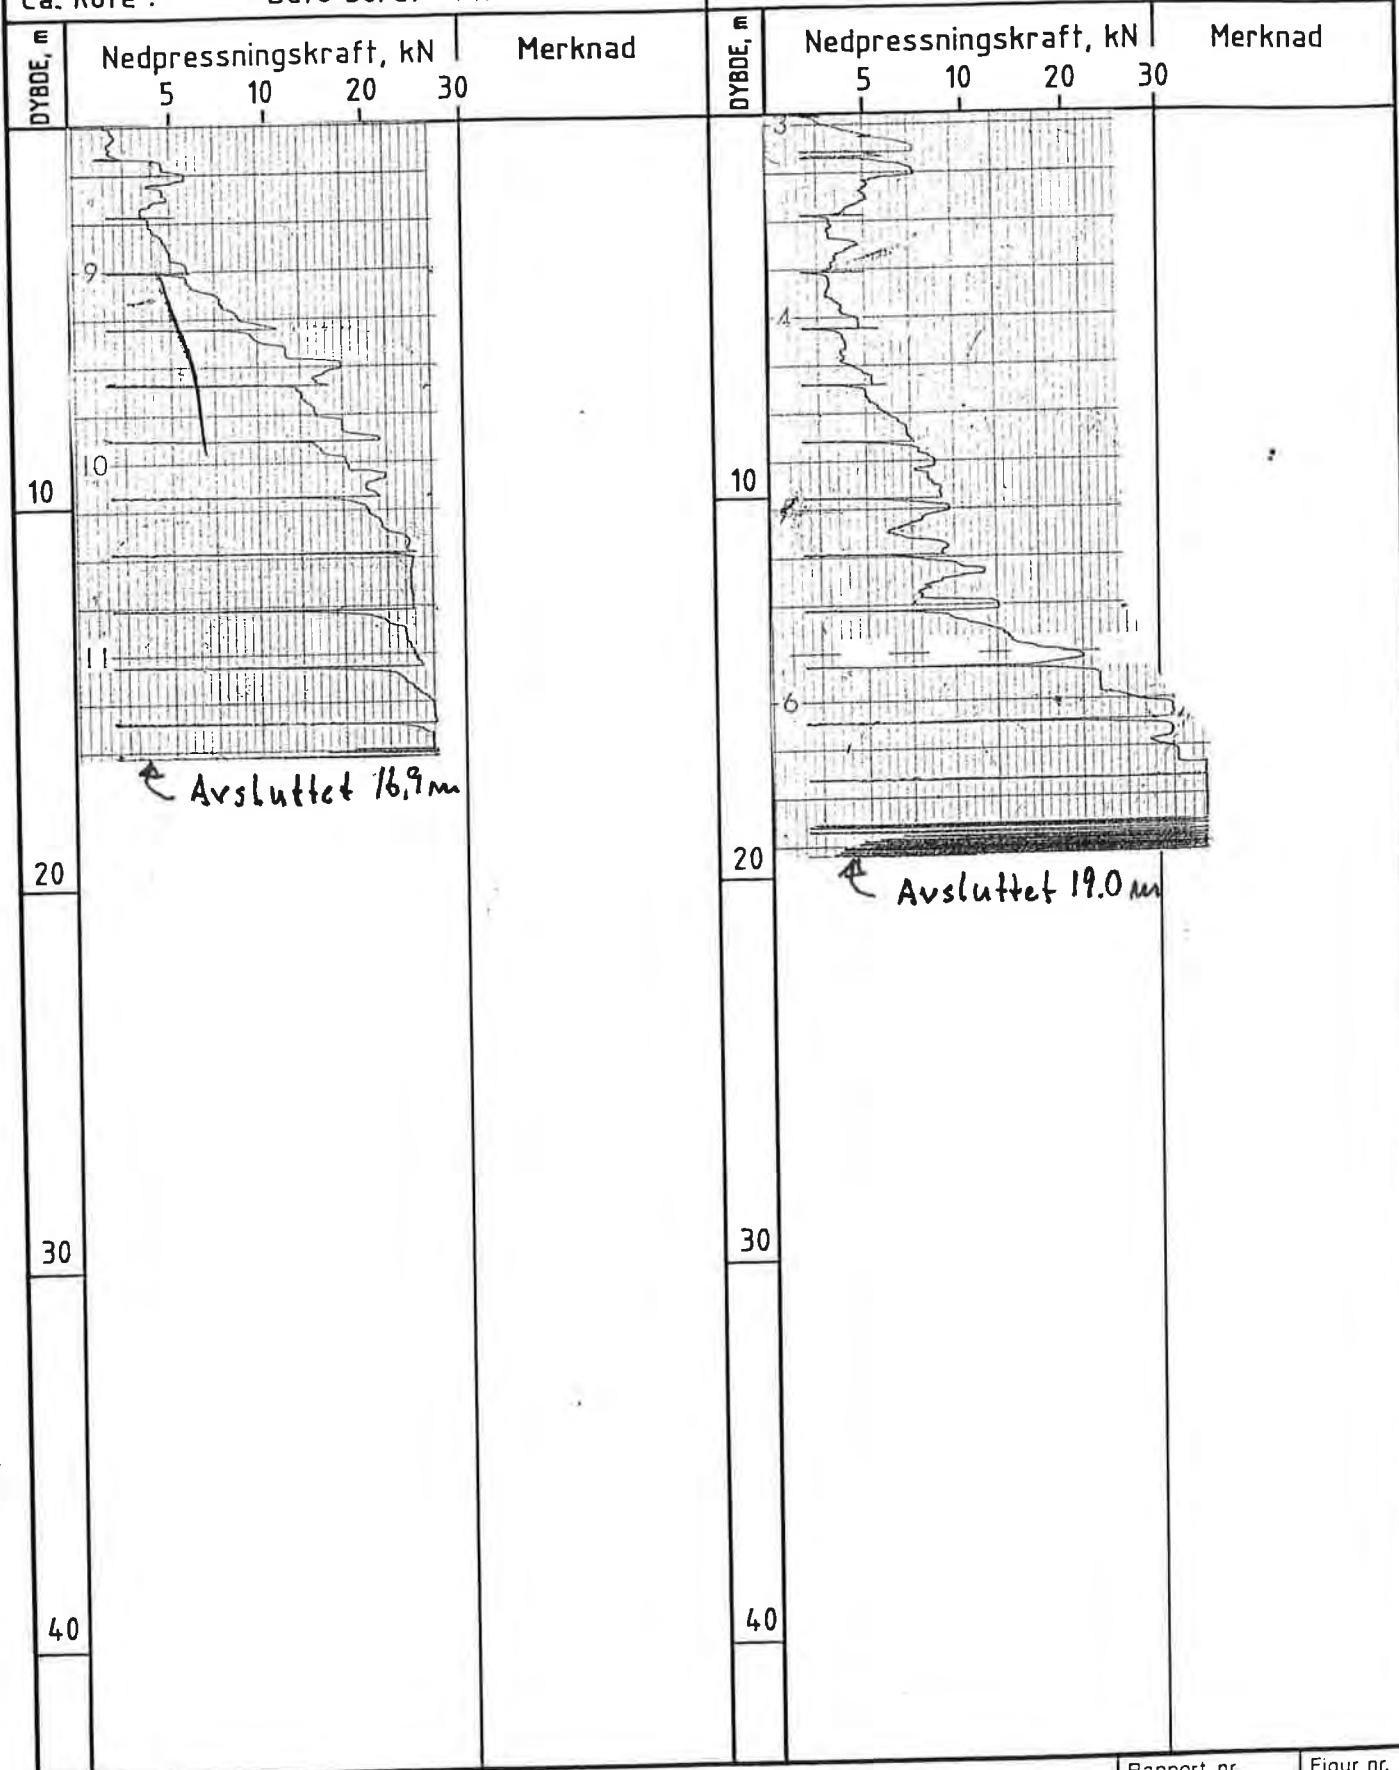 Ca. Kote :
DYBDE, m
Nedpressningskraft, kN
Merknad
5 10 20 30
9
10
10
11
Avsluttet 16,9 m
20
30
40
DYBDE, m
Nedpressningskraft, kN
Merknad
5 10 20 30
3
4
10
6
20
Avsluttet 19.0 m
30
40
Rapport nr.
Figur nr.